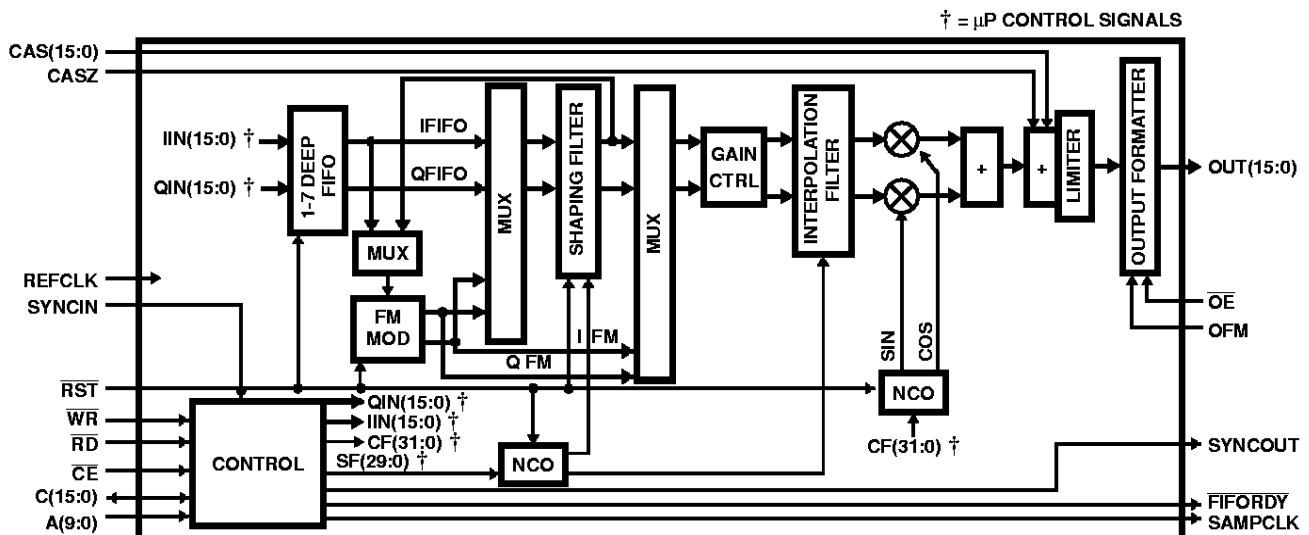 † = μP CONTROL SIGNALS
CAS(15:0)
CASZ
IIN(15:0) †
QIN(15:0) †
1-7 DEEP
FIFO
IFIFO
QFIFO
MUX
FM
MOD
MUX
SHAPING FILTER
I FM
Q FM
MUX
GAIN
CTRL
INTERPOLATION
FILTER
SIN
COS
NCO
CF(31:0) †
+
+
LIMITER
OUTPUT FORMATTER
OUT(15:0)
OE
OFM
REFCLK
SYNCIN
RST
WR
RD
CE
C(15:0)
A(9:0)
CONTROL
QIN(15:0) †
IIN(15:0) †
CF(31:0) †
SF(29:0) †
NCO
SYNCOUT
FIFORDY
SAMPCLK